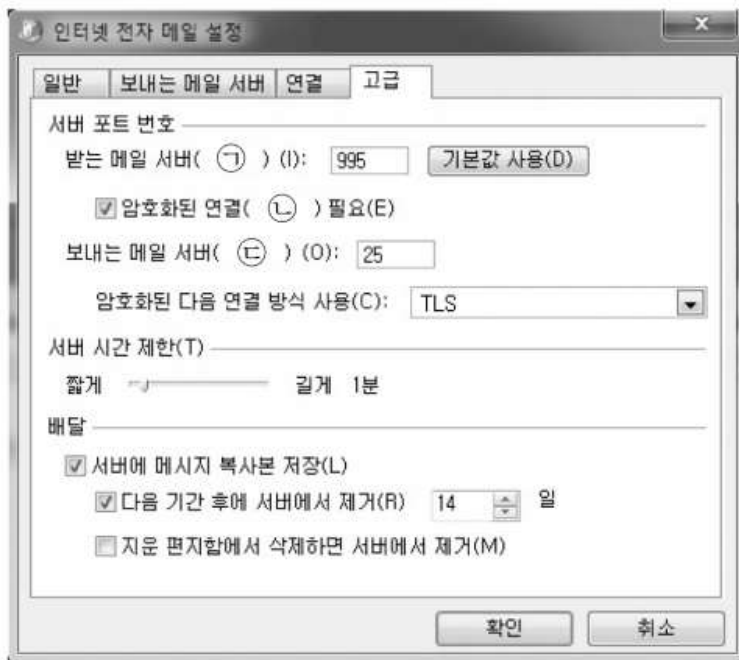 인터넷 전자 메일 설정
일반 보내는 메일 서버 연결 고급
서버 포트 번호
받는 메일 서버( ㉠ ) (I): 995 기본값 사용(D)
암호화된 연결( ㉡ ) 필요(E)
보내는 메일 서버( ㉢ ) (O): 25
암호화된 다음 연결 방식 사용(C): TLS
서버 시간 제한(T)
짧게 길게 1분
배달
서버에 메시지 복사본 저장(L)
다음 기간 후에 서버에서 제거(R) 14 일
지운 편지함에서 삭제하면 서버에서 제거(M)
확인 취소